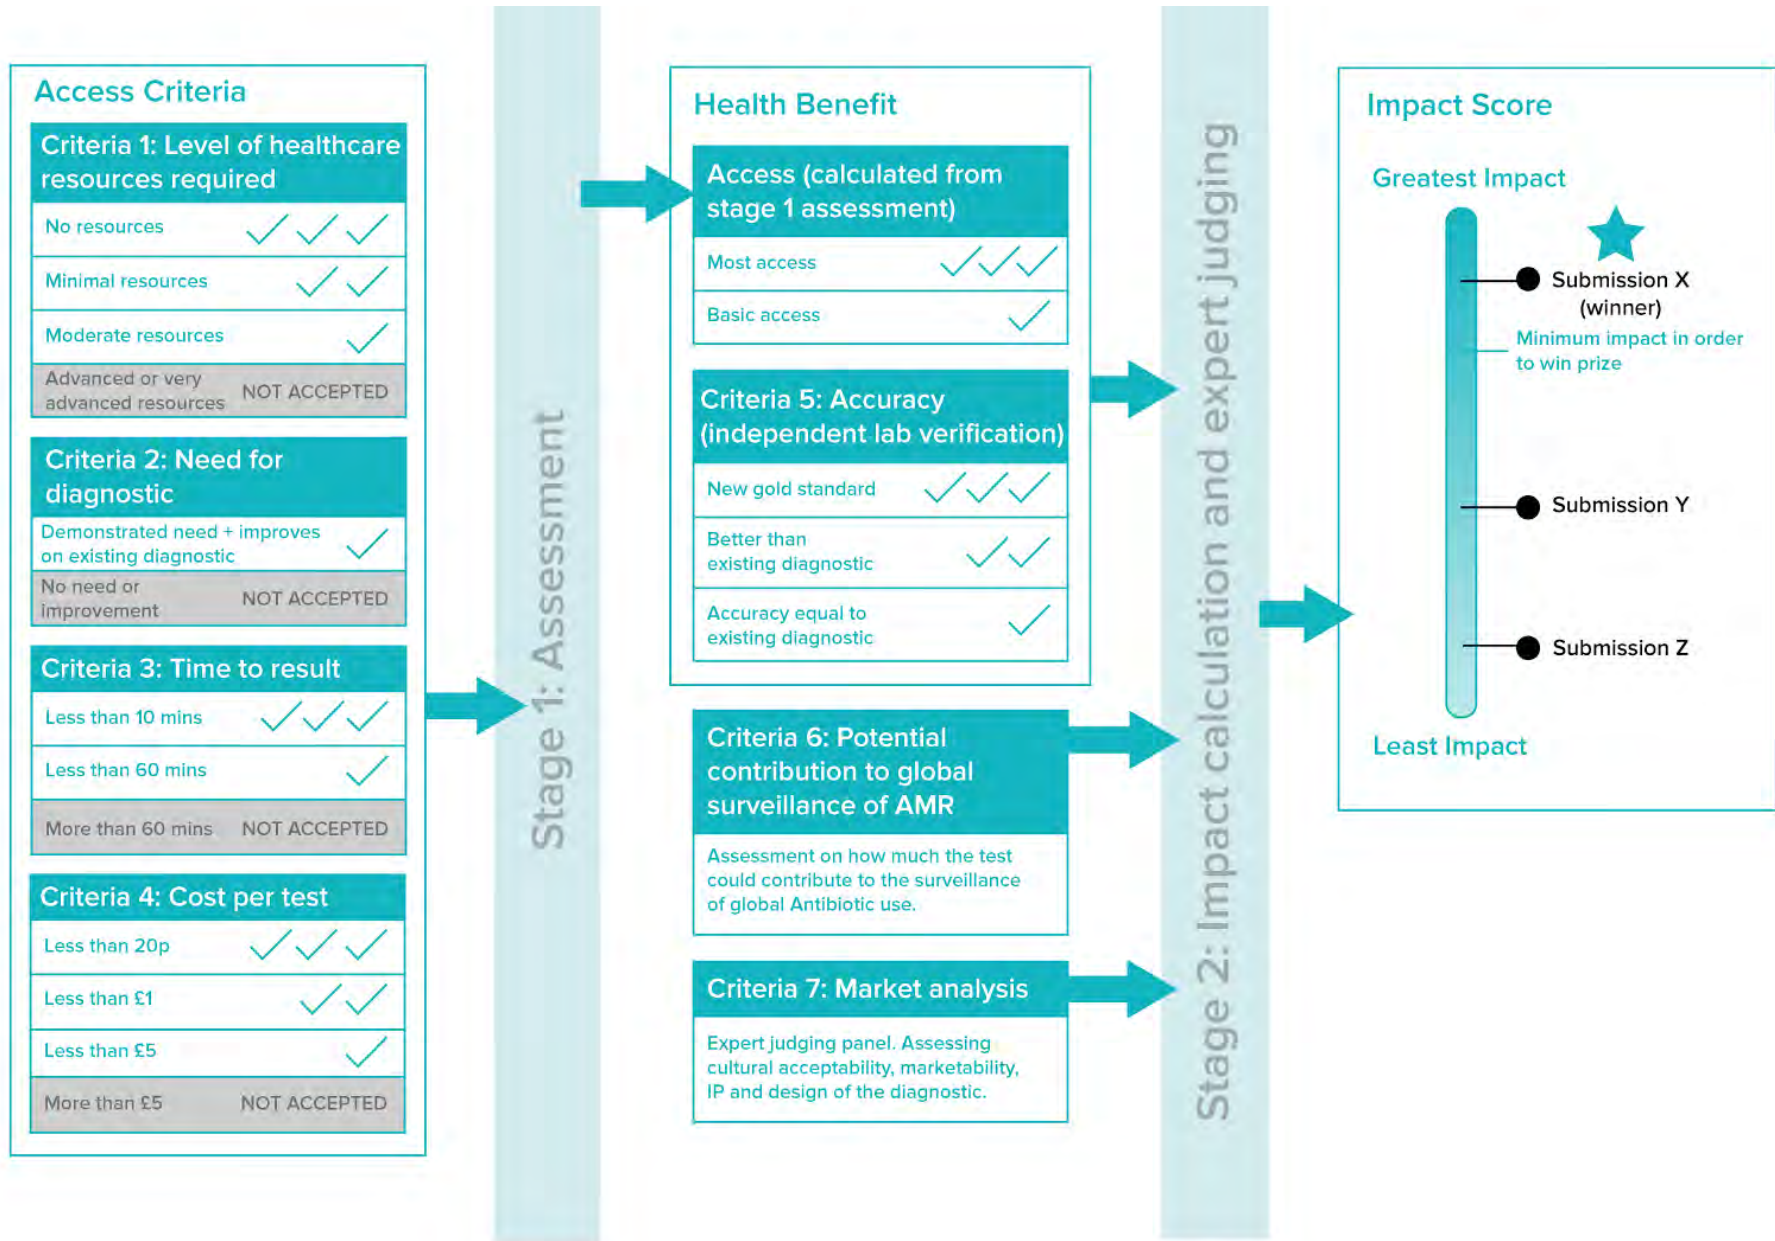 Access Criteria
Criteria 1: Level of healthcare
resources required
No resources
Minimal resources
Moderate resources
Advanced or very
advanced resources
NOT ACCEPTED
Criteria 2: Need for
diagnostic
Demonstrated need + improves
on existing diagnostic
No need or
improvement
NOT ACCEPTED
Criteria 3: Time to result
Less than 10 mins
Less than 60 mins
More than 60 mins
NOT ACCEPTED
Criteria 4: Cost per test
Less than 20p
Less than £1
Less than £5
More than £5
NOT ACCEPTED
Stage 1: Assessment
Health Benefit
Access (calculated from
stage 1 assessment)
Most access
Basic access
Criteria 5: Accuracy
(independent lab verification)
New gold standard
Better than
existing diagnostic
Accuracy equal to
existing diagnostic
Criteria 6: Potential
contribution to global
surveillance of AMR
Assessment on how much the test
could contribute to the surveillance
of global Antibiotic use.
Criteria 7: Market analysis
Expert judging panel. Assessing
cultural acceptability, marketability,
IP and design of the diagnostic.
Stage 2: Impact calculation and expert judging
Impact Score
Greatest Impact
Submission X
(winner)
Minimum impact in order
to win prize
Submission Y
Submission Z
Least Impact